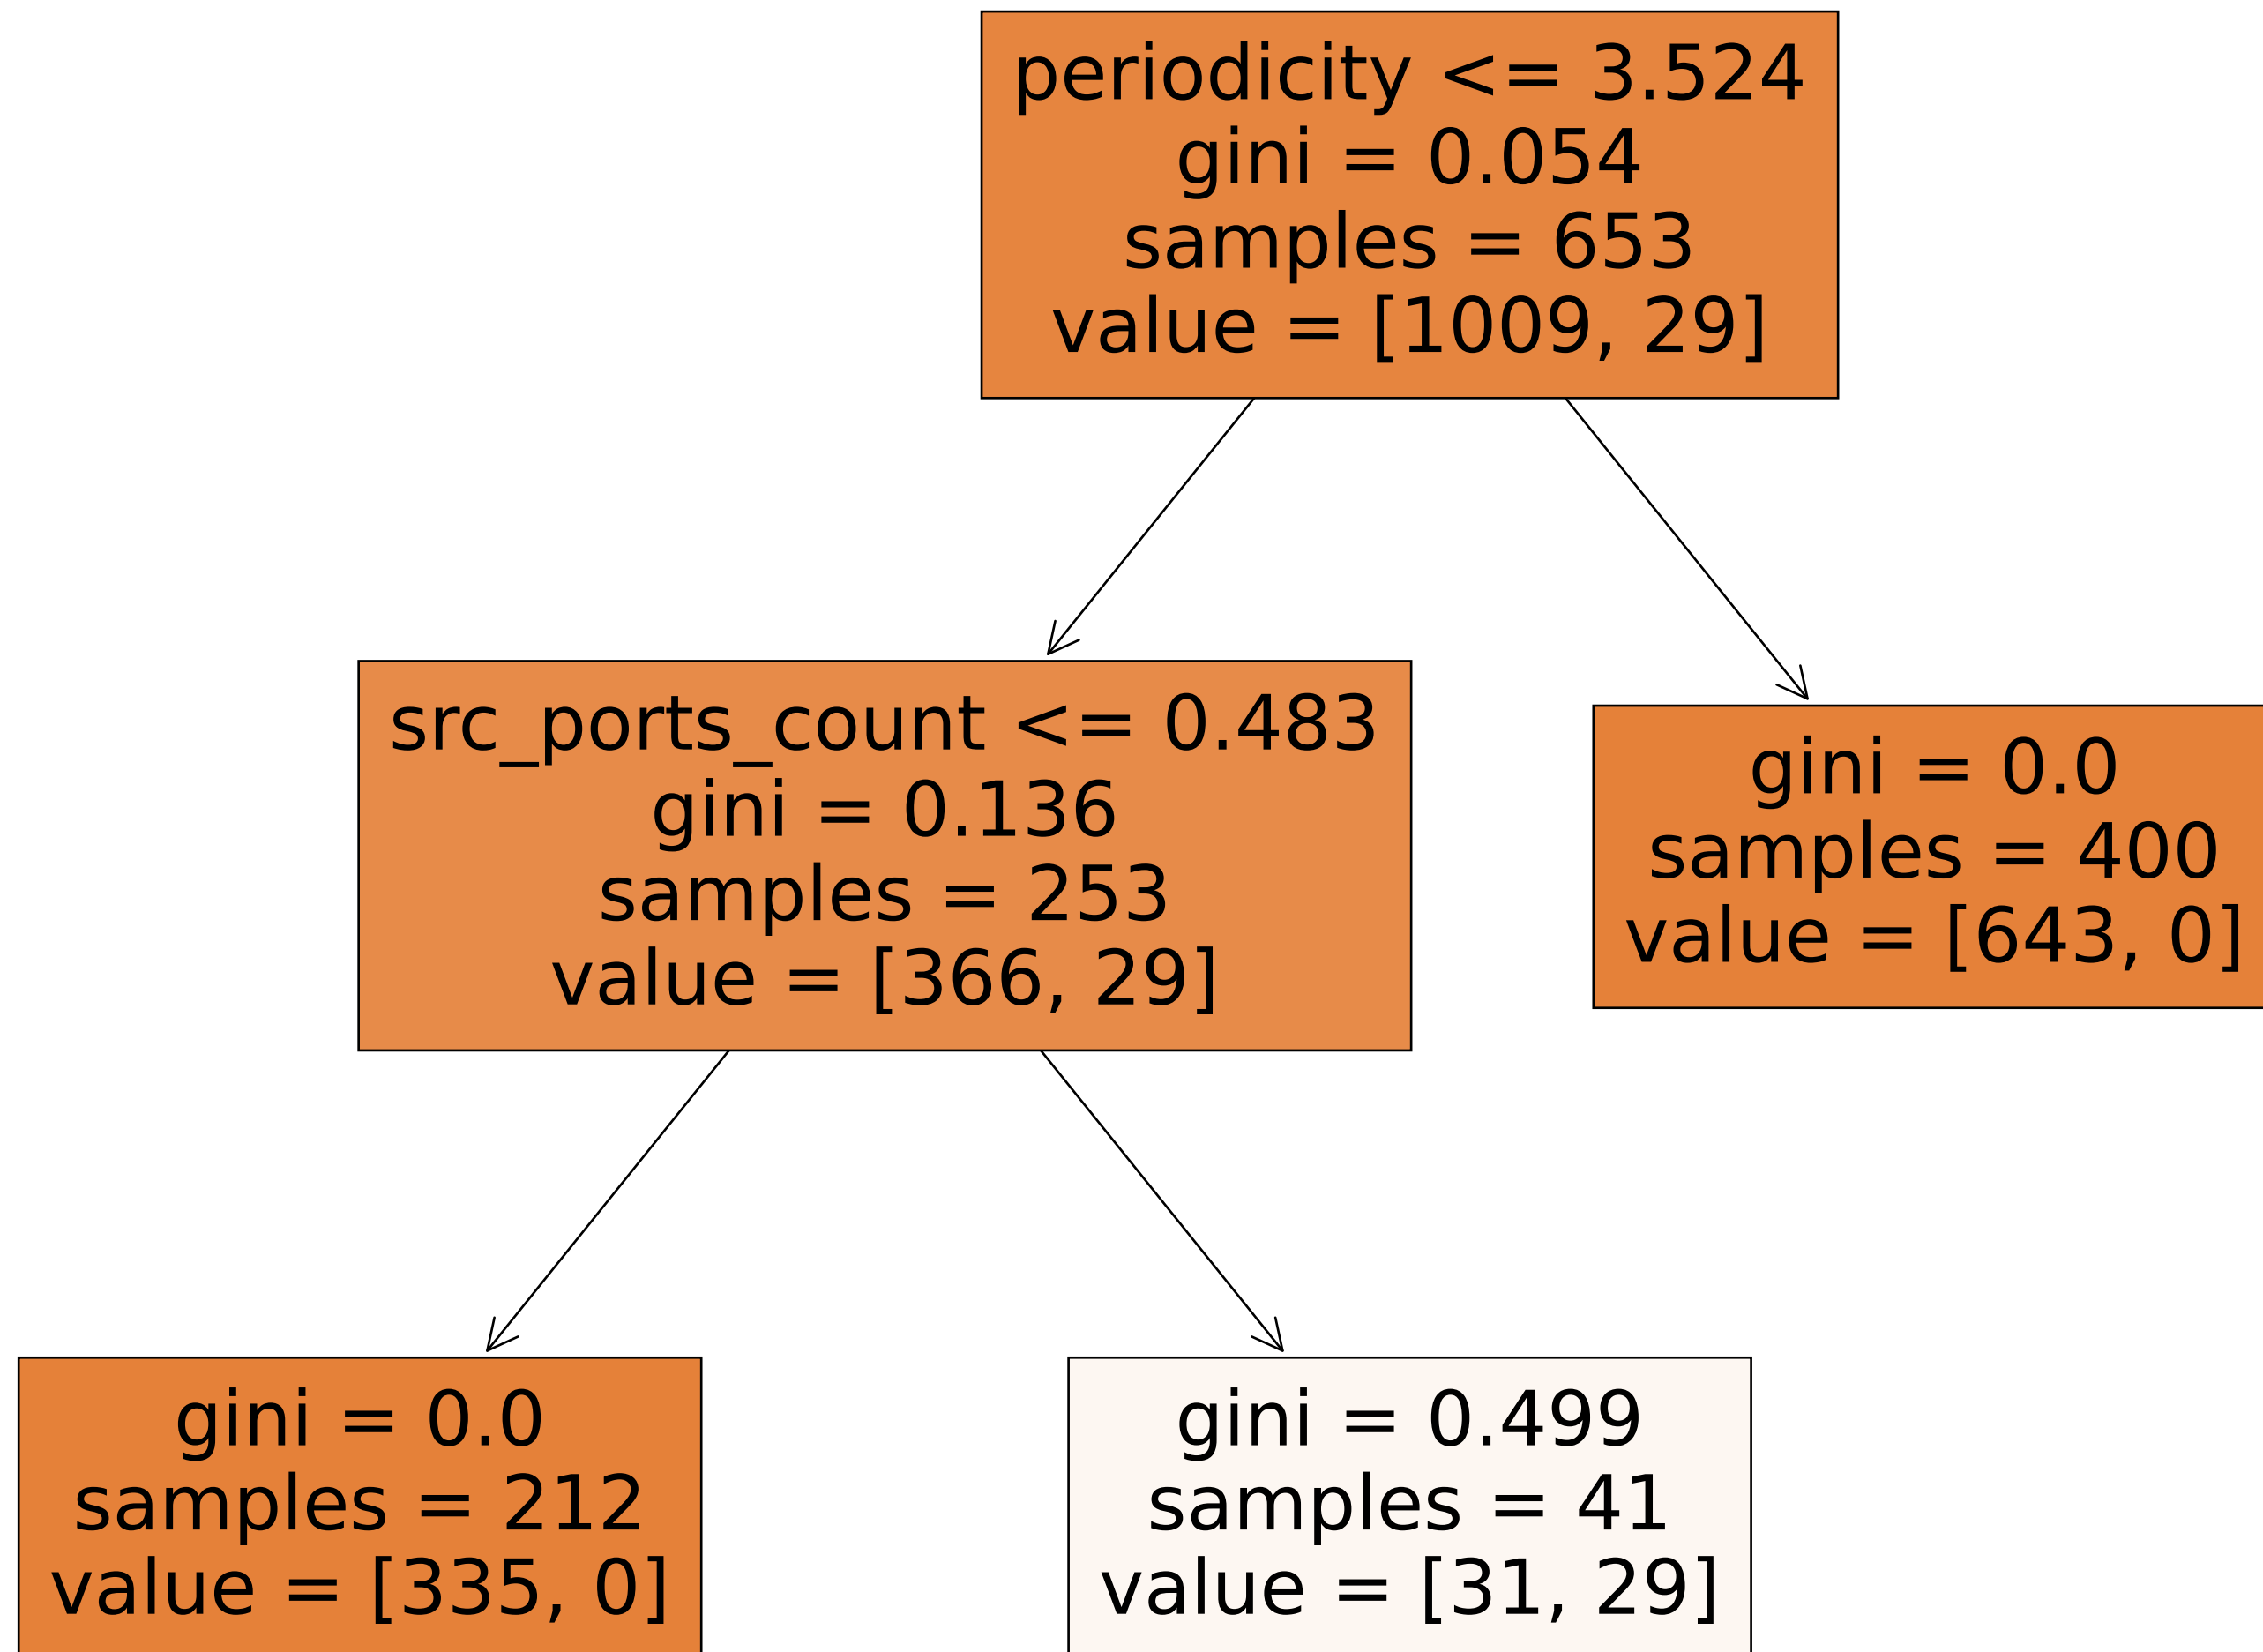 periodicity <= 3.524
gini = 0.054
samples = 653
value = [1009, 29]
src_ports_count <= 0.483
gini = 0.136
samples = 253
value = [366, 29]
gini = 0.0
samples = 400
value = [643, 0]
gini = 0.0
samples = 212
value = [335, 0]
gini = 0.499
samples = 41
value = [31, 29]